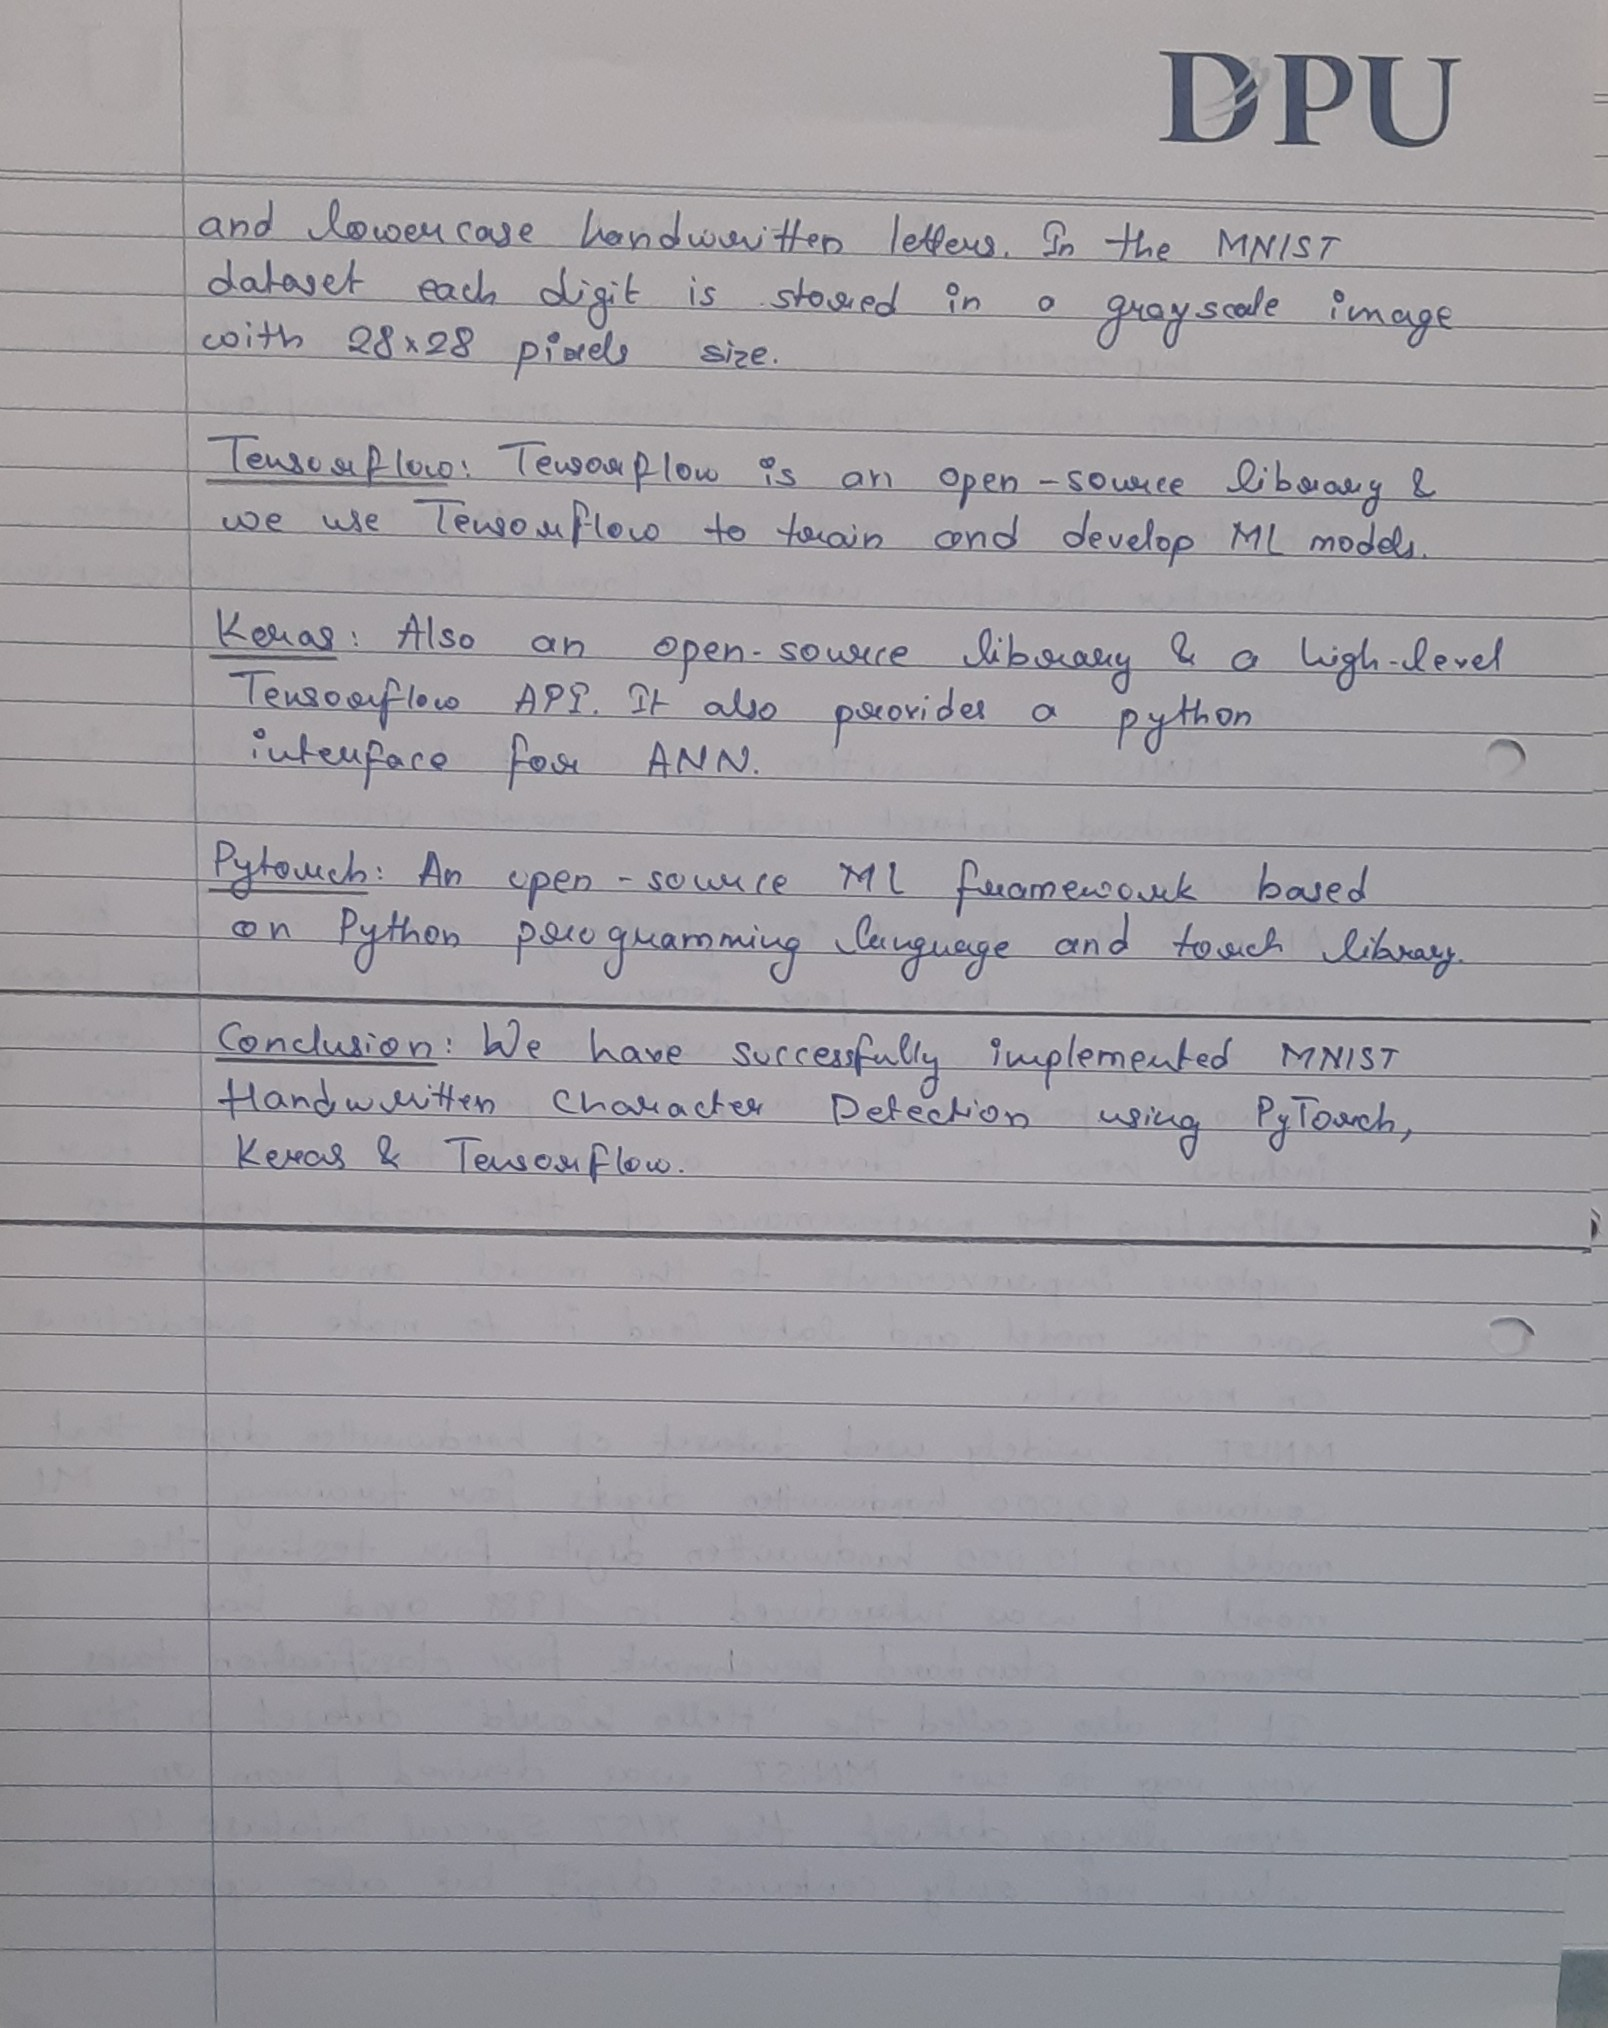 DPU
and lowercase handwritten letters. In the MNIST
dataset each digit is stored in a grayscale image
with 28×28 pixels size.
Tensorflow: Tensorflow is an open-source library &
we use Tensorflow to train and develop ML models.
Keras: Also an open-source library & a high-level
Tensorflow API. It also provides a python
interface for ANN.
Pytorch: An open-source ML framework based
on Python programming language and torch library.
Conclusion: We have successfully implemented MNIST
Handwritten Character Detection using PyTorch,
Keras & Tensorflow.